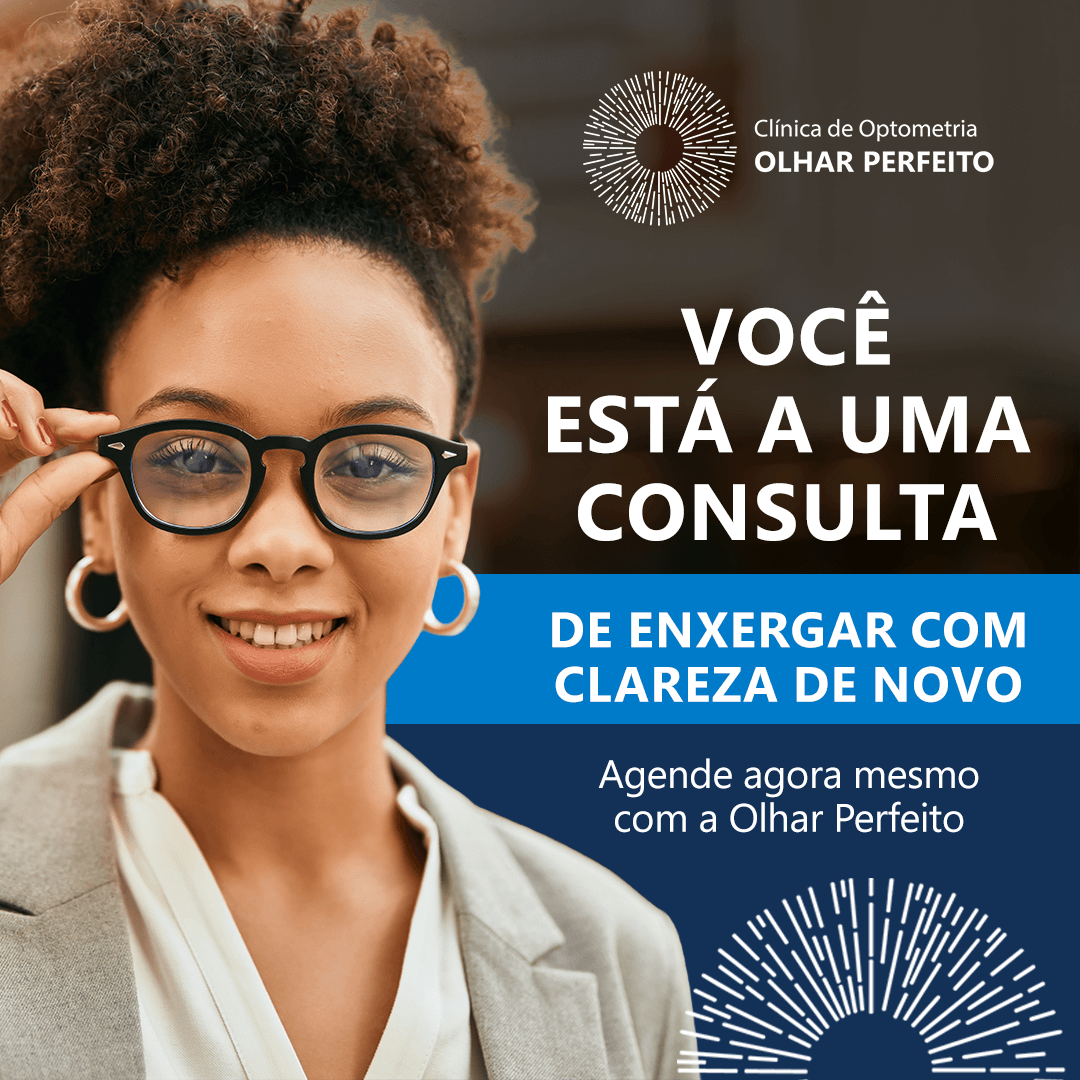 Clínica de Optometria
OLHAR PERFEITO
VOCÊ
ESTÁ A UMA
CONSULTA
DE ENXERGAR COM
CLAREZA DE NOVO
Agende agora mesmo
com a Olhar Perfeito